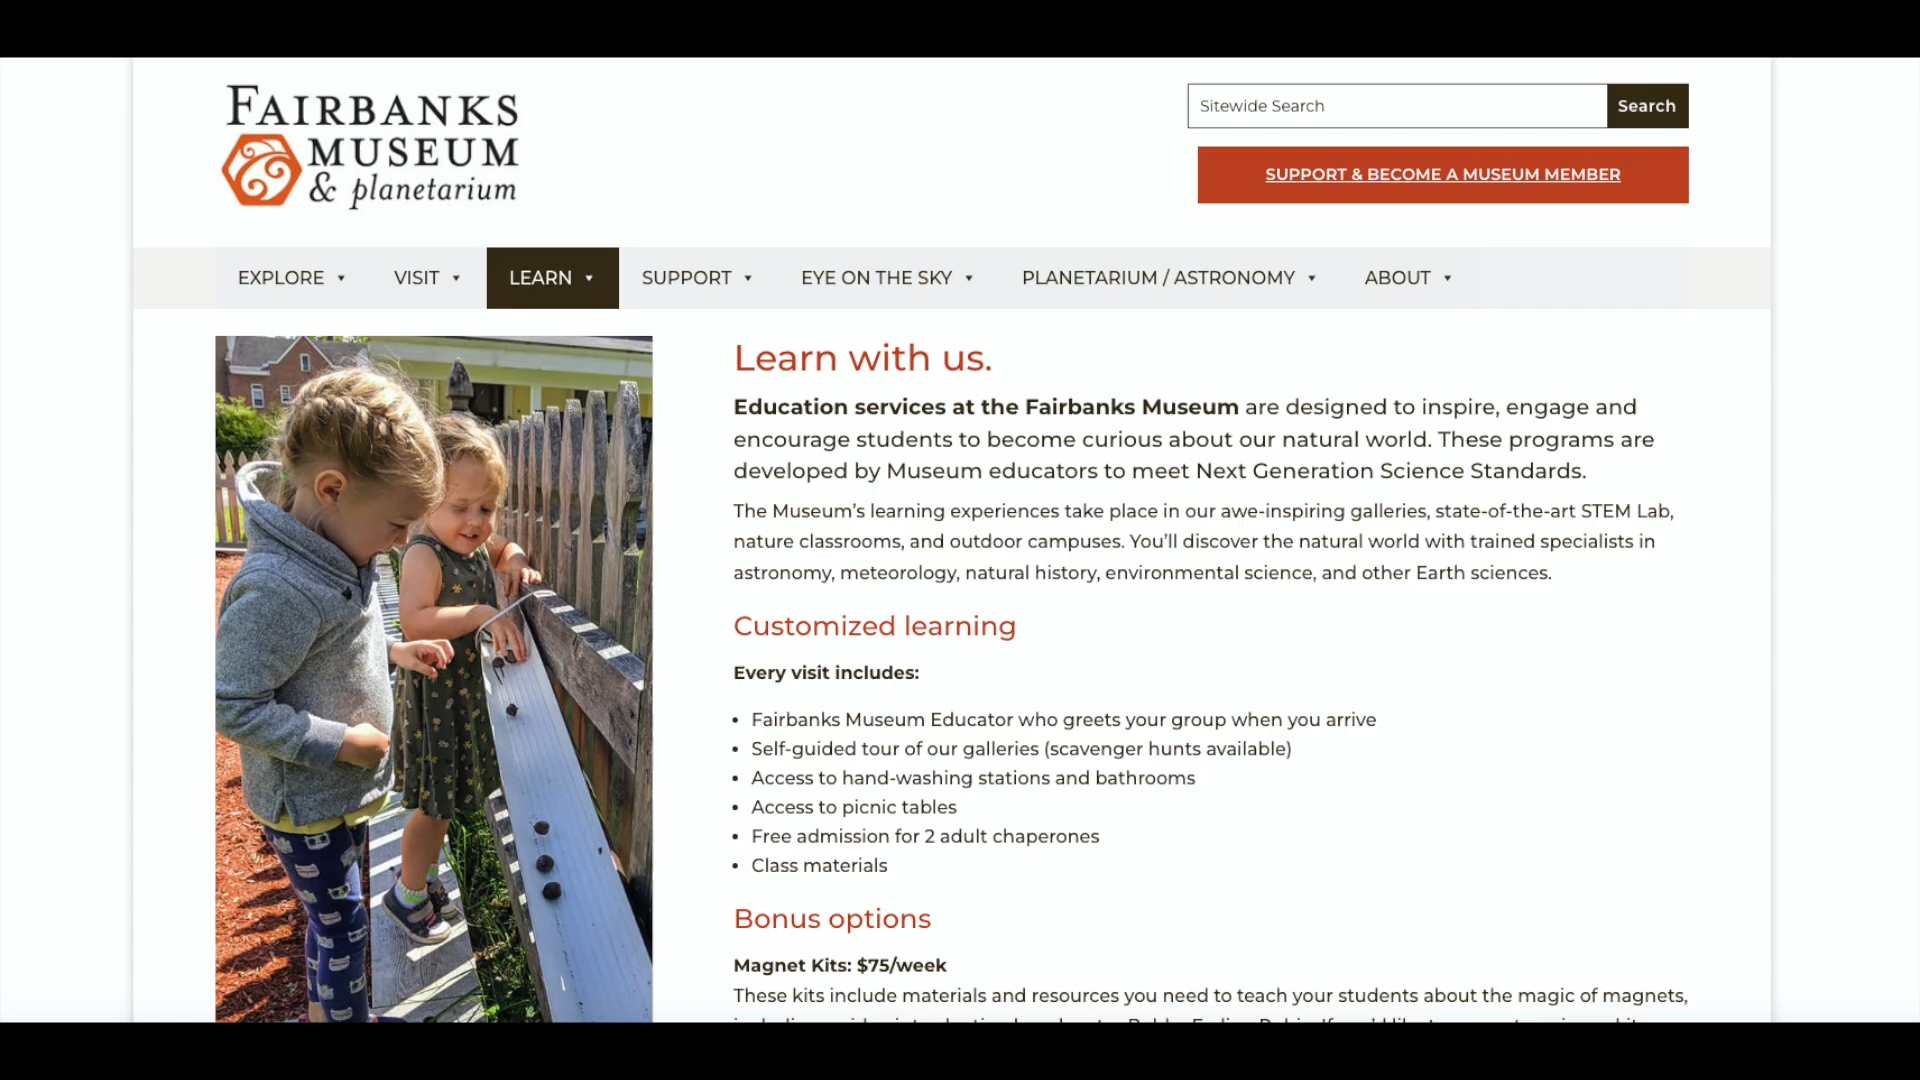 FAIRBANKS
MUSEUM
& planetarium
Sitewide Search
Search
SUPPORT & BECOME A MUSEUM MEMBER
EXPLORE
VISIT
LEARN
SUPPORT
EYE ON THE SKY
PLANETARIUM / ASTRONOMY
ABOUT
Learn with us.
Education services at the Fairbanks Museum are designed to inspire, engage and
encourage students to become curious about our natural world. These programs are
developed by Museum educators to meet Next Generation Science Standards.
The Museum’s learning experiences take place in our awe-inspiring galleries, state-of-the-art STEM Lab,
nature classrooms, and outdoor campuses. You’ll discover the natural world with trained specialists in
astronomy, meteorology, natural history, environmental science, and other Earth sciences.
Customized learning
Every visit includes:
• Fairbanks Museum Educator who greets your group when you arrive
• Self-guided tour of our galleries (scavenger hunts available)
• Access to hand-washing stations and bathrooms
• Access to picnic tables
• Free admission for 2 adult chaperones
• Class materials
Bonus options
Magnet Kits: $75/week
These kits include materials and resources you need to teach your students about the magic of magnets,